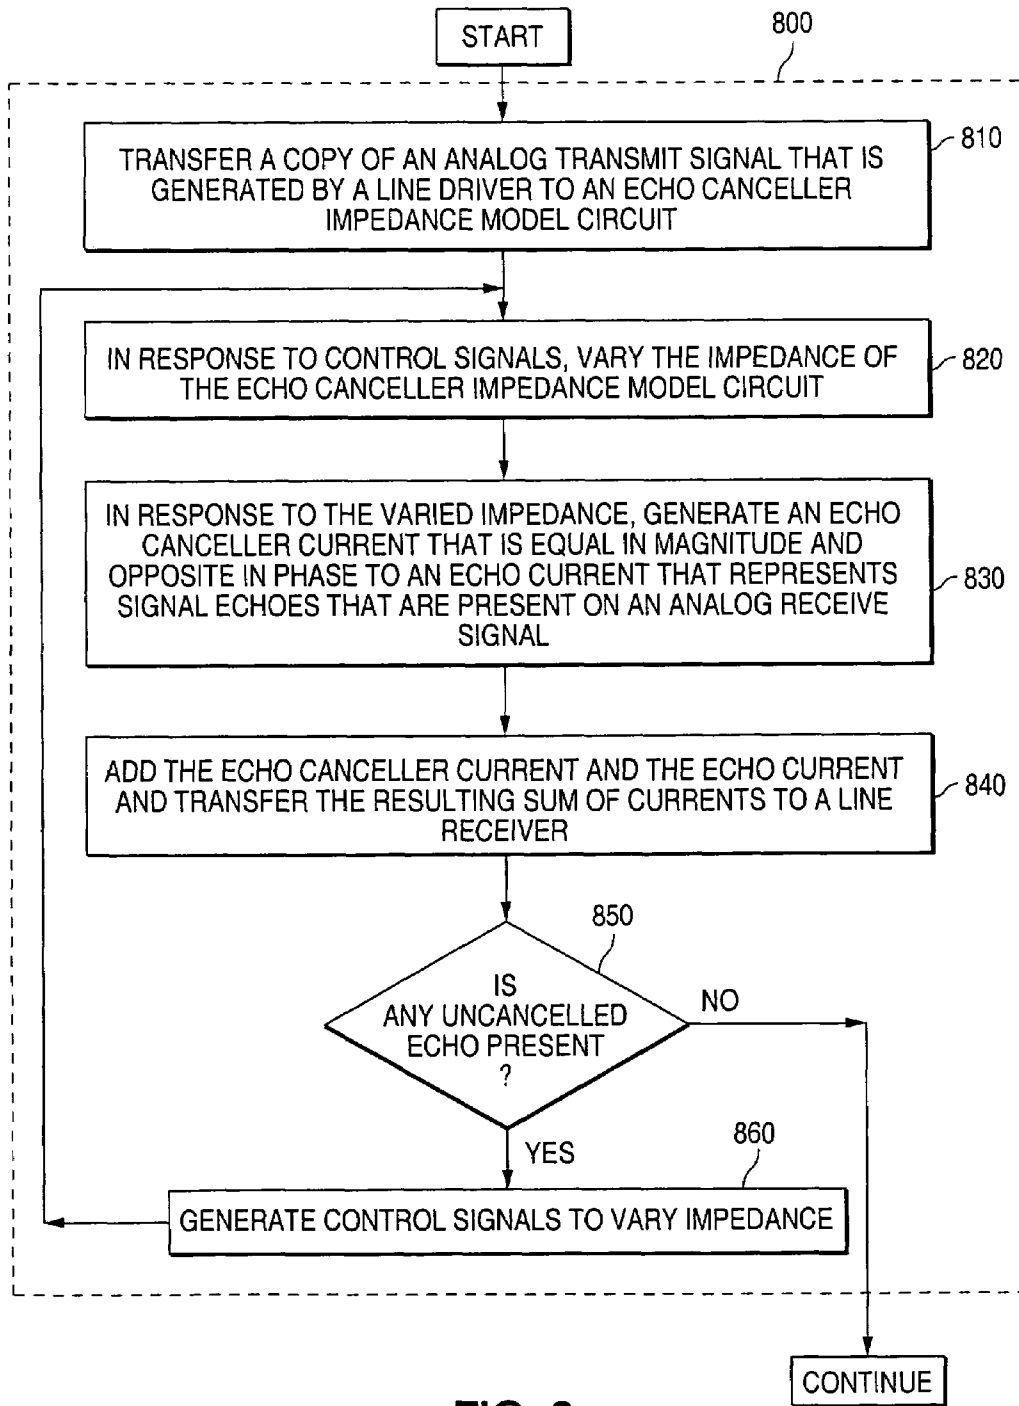 START
800
TRANSFER A COPY OF AN ANALOG TRANSMIT SIGNAL THAT IS
GENERATED BY A LINE DRIVER TO AN ECHO CANCELLER
IMPEDANCE MODEL CIRCUIT
810
IN RESPONSE TO CONTROL SIGNALS, VARY THE IMPEDANCE OF
THE ECHO CANCELLER IMPEDANCE MODEL CIRCUIT
820
IN RESPONSE TO THE VARIED IMPEDANCE, GENERATE AN ECHO
CANCELLER CURRENT THAT IS EQUAL IN MAGNITUDE AND
OPPOSITE IN PHASE TO AN ECHO CURRENT THAT REPRESENTS
SIGNAL ECHOES THAT ARE PRESENT ON AN ANALOG RECEIVE
SIGNAL
830
ADD THE ECHO CANCELLER CURRENT AND THE ECHO CURRENT
AND TRANSFER THE RESULTING SUM OF CURRENTS TO A LINE
RECEIVER
840
850
IS
ANY UNCANCELLED
ECHO PRESENT
?
NO
YES
860
GENERATE CONTROL SIGNALS TO VARY IMPEDANCE
CONTINUE